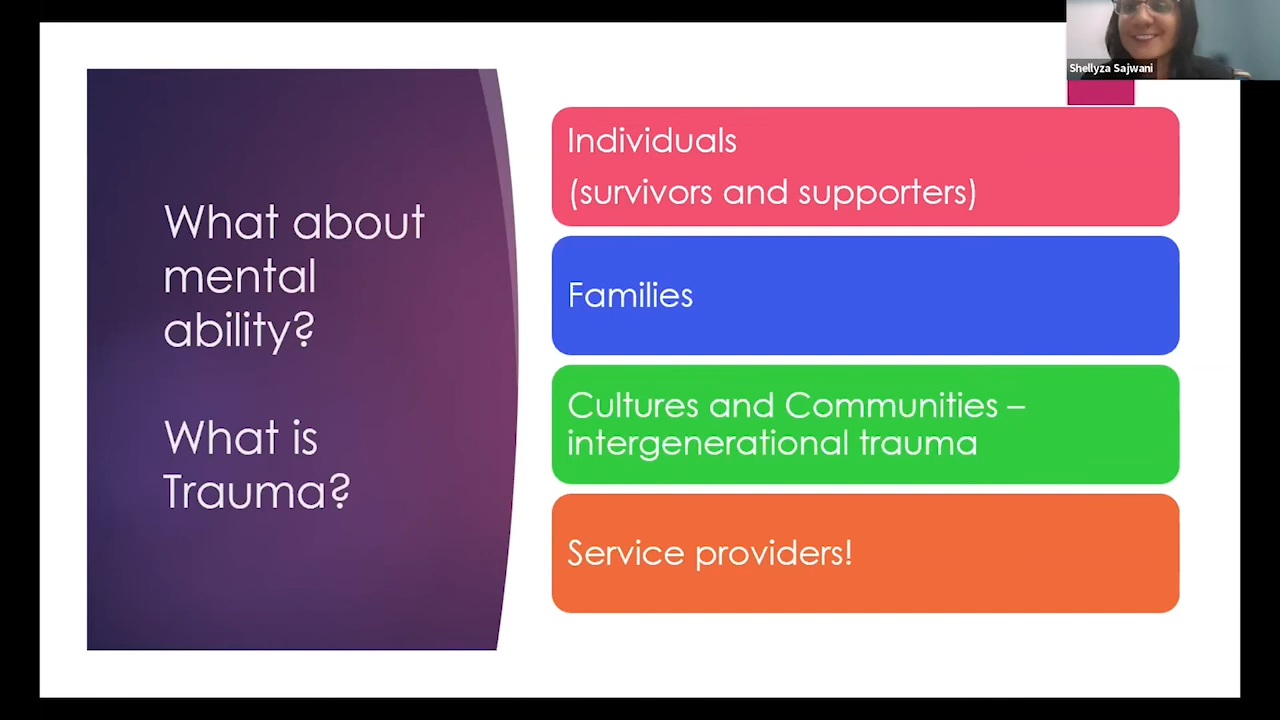 Shellyza Sajwani
What about
mental
ability?
What is
Trauma?
Individuals
(survivors and supporters)
Families
Cultures and Communities –
intergenerational trauma
Service providers!